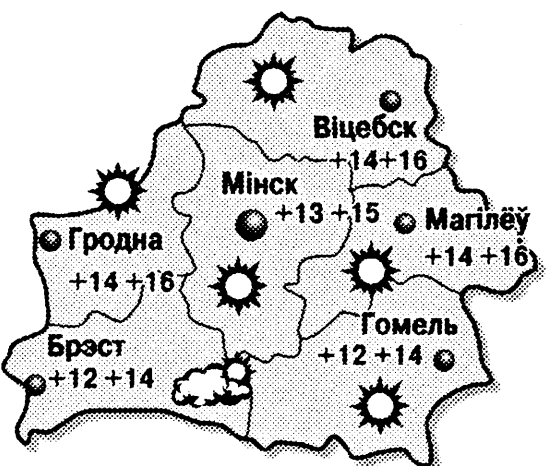 Віцебск
+14+16
Мінск
+13 +15
Магілёў
+14 +16
Гродна
+14 +16
Гомель
+12 +14
Брэст
+12 +14